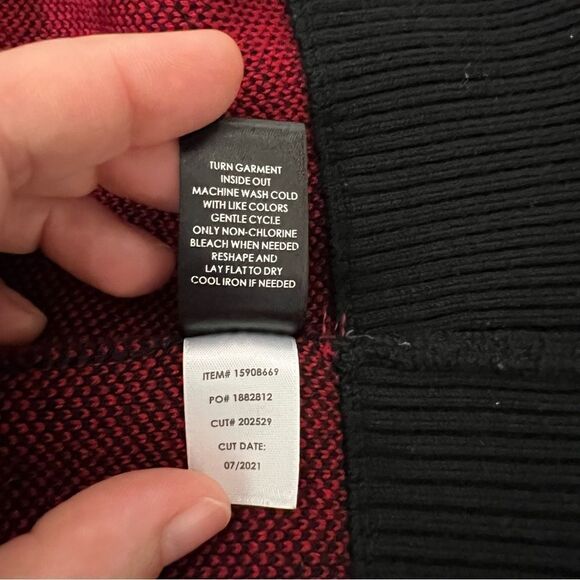 TURN GARMENT
INSIDE OUT
MACHINE WASH COLD
WITH LIKE COLORS
GENTLE CYCLE
ONLY NON-CHLORINE
BLEACH WHEN NEEDED
RESHAPE AND
LAY FLAT TO DRY
COOL IRON IF NEEDED
ITEM# 15908669
PO# 1882812
CUT# 202529
CUT DATE:
07/2021